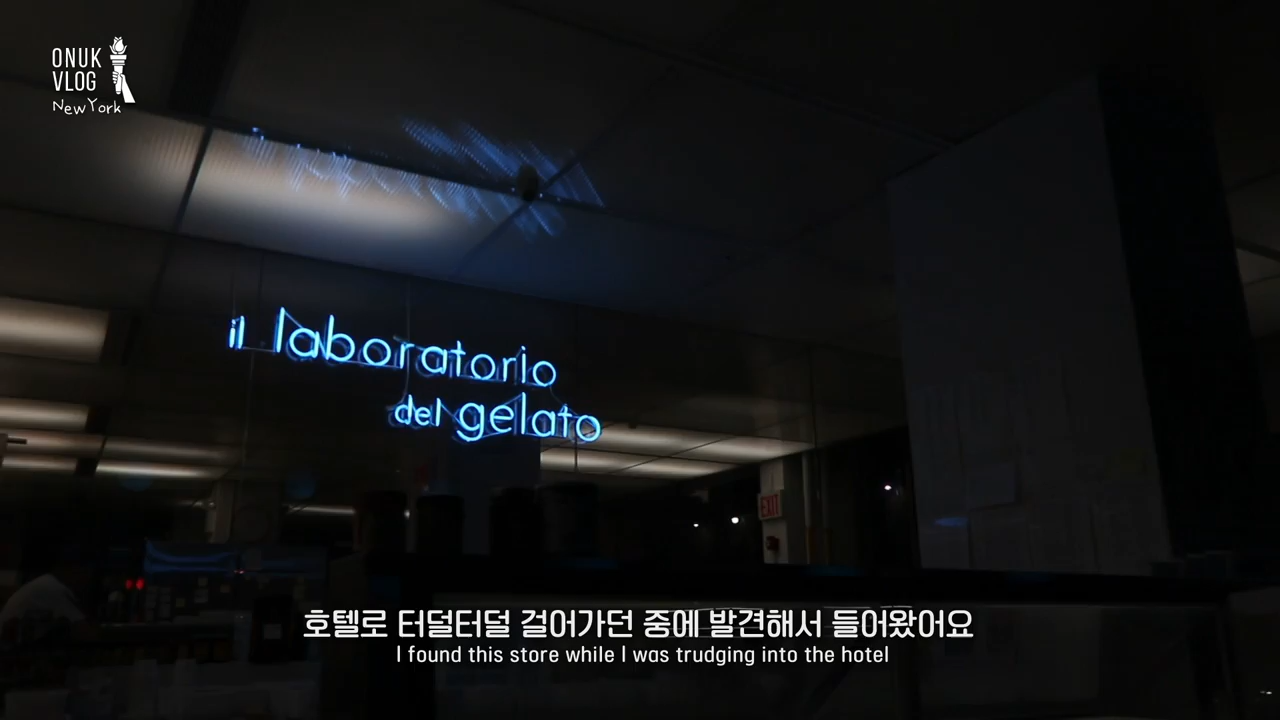 ONUK
VLOG
New York
il laboratorio
del gelato
EXIT
호텔로 터덜터덜 걸어가던 중에 발견해서 들어왔어요
I found this store while I was trudging into the hotel